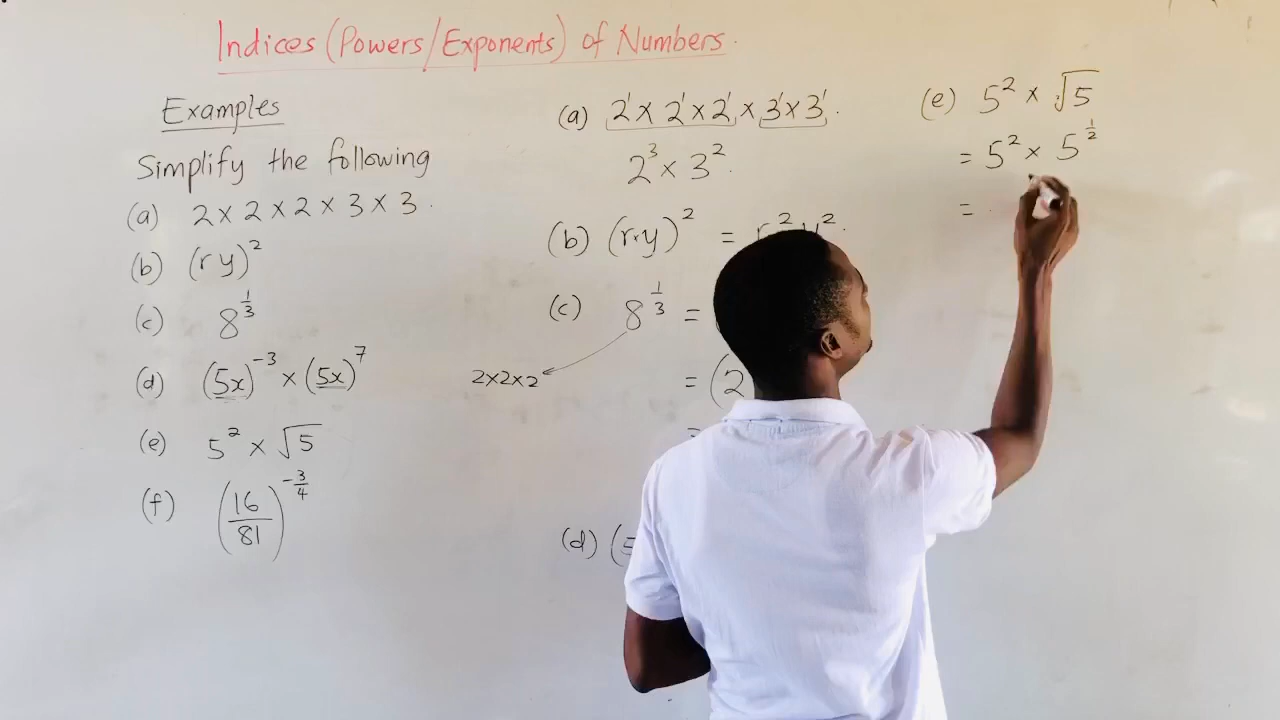 Indices (Powers/Exponents) of Numbers.
Examples
Simplify the following
(a) 2 × 2 × 2 × 3 × 3.
(b) (r y)²
(c) 8^{1/3}
(d) (5x)⁻³ × (5x)⁷
(e) 5² × √5
(f) (16/81)^{-3/4}
(a) 2¹ × 2¹ × 2¹ × 3¹ × 3¹.
2³ × 3².
(b) (r·y)² = r² y².
(c) 8^{1/3} =
2×2×2
= (2
=
(d) (5
(e) 5² × √5
= 5² × 5^{1/2}
=